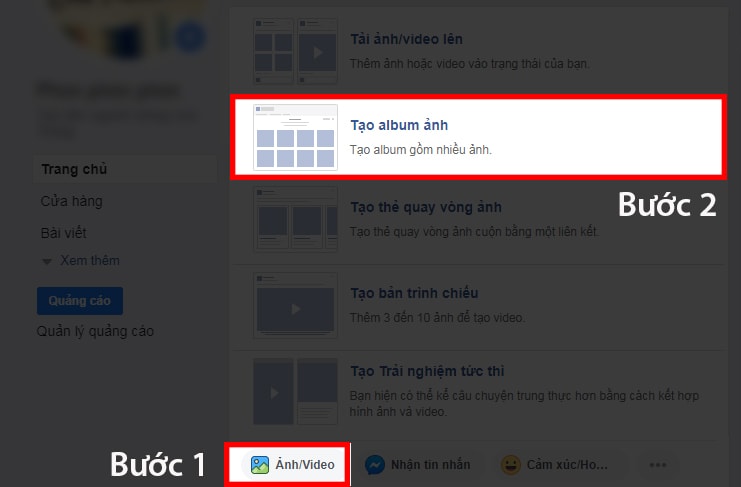 Tải ảnh/video lên
Thêm ảnh hoặc video vào trạng thái của bạn.
Tạo album ảnh
Tạo album gồm nhiều ảnh.
Bước 2
Trang chủ
Cửa hàng
Bài viết
Xem thêm
Quảng cáo
Quản lý quảng cáo
Tạo thẻ quay vòng ảnh
Tạo thẻ quay vòng ảnh cuộn bằng một liên kết.
Tạo bản trình chiếu
Thêm 3 đến 10 ảnh để tạo video.
Tạo Trải nghiệm tức thì
Bạn hiện có thể kể câu chuyện trung thực hơn bằng cách kết hợp
hình ảnh và video.
Bước 1
Ảnh/Video
Nhận tin nhắn
Cảm xúc/Ho...